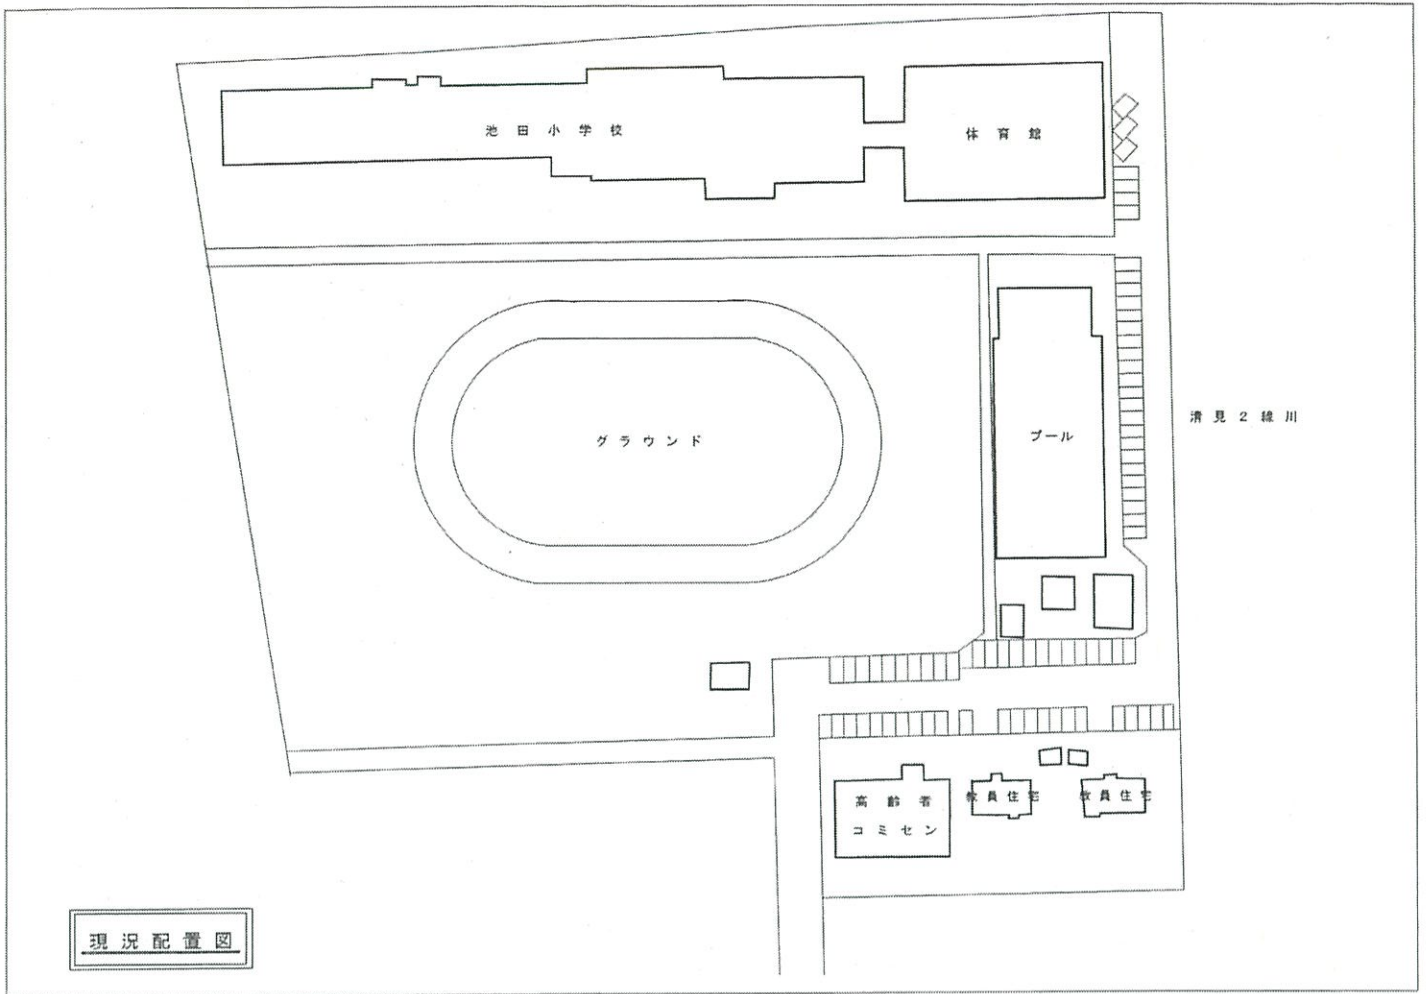 池田小学校
体育館
グラウンド
プール
清見2線川
高齢者
コミセン
教員住宅
教員住宅
現況配置図